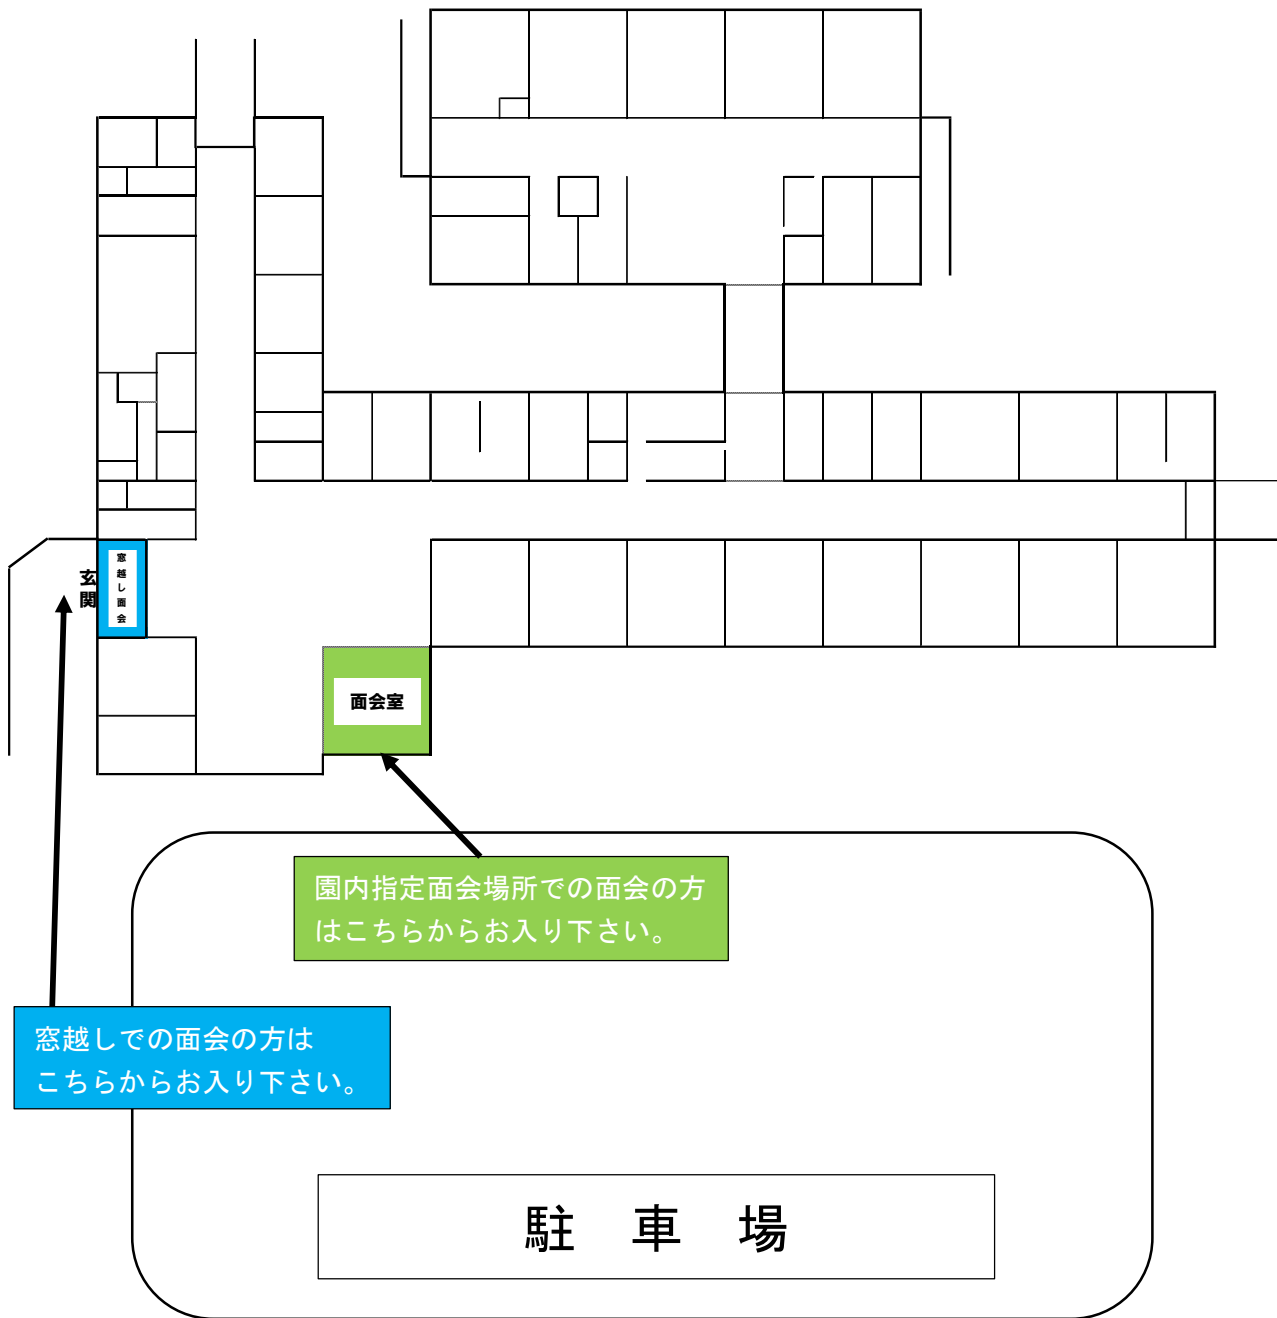 玄関
窓越し面会
面会室
園内指定面会場所での面会の方
はこちらからお入り下さい。
窓越しでの面会の方は
こちらからお入り下さい。
駐　車　場